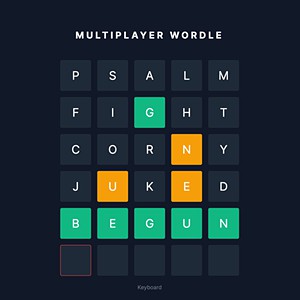 MULTIPLAYER WORDLE
P S A L M
F I G H T
C O R N Y
J U K E D
B E G U N
Keyboard